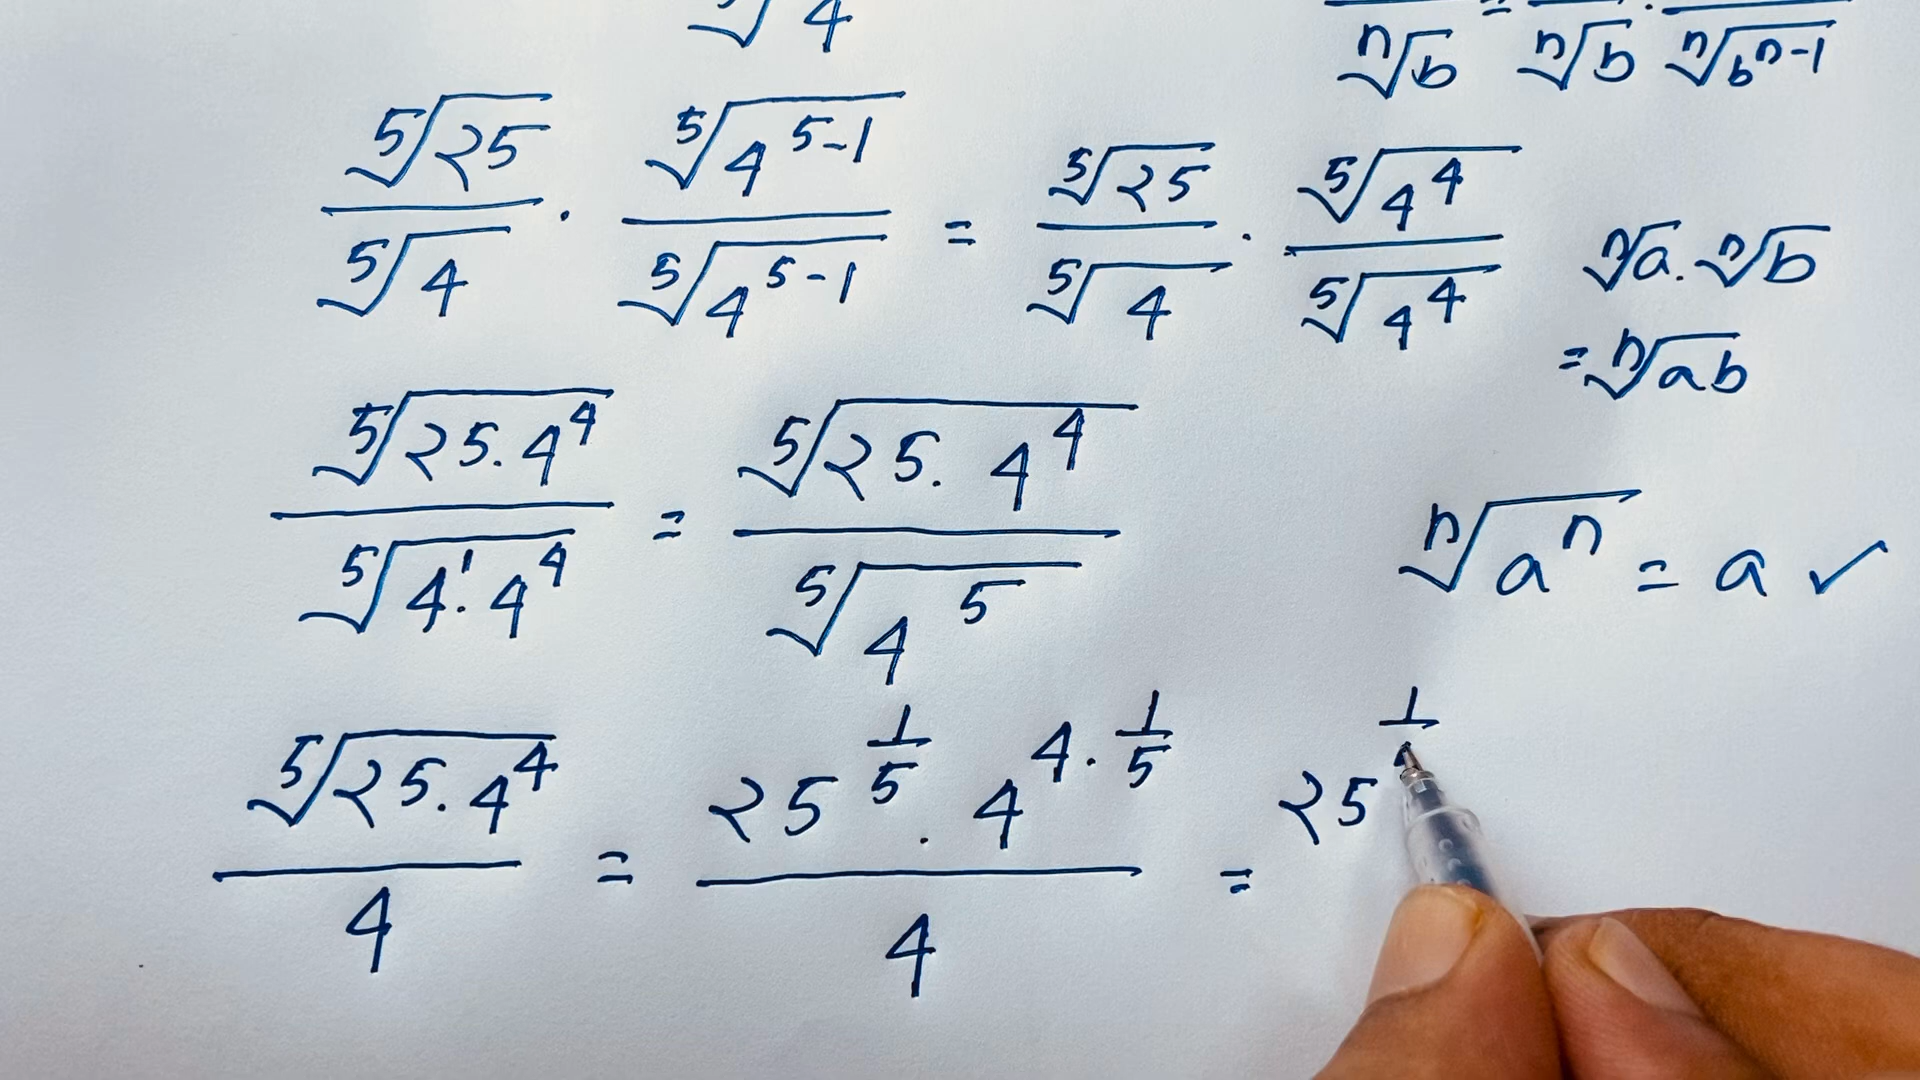 ⁵√4
ⁿ√b = ⁿ√b · ⁿ√bⁿ⁻¹
⁵√25 / ⁵√4 · ⁵√4⁵⁻¹ / ⁵√4⁵⁻¹ = ⁵√25 / ⁵√4 · ⁵√4⁴ / ⁵√4⁴
ⁿ√a · ⁿ√b
= ⁿ√ab
⁵√25.4⁴ / ⁵√4¹.4⁴ = ⁵√25.4⁴ / ⁵√4⁵
ⁿ√aⁿ = a ✓
⁵√25.4⁴ / 4 = 25^(1/5) . 4^(4·1/5) / 4 = 25^1